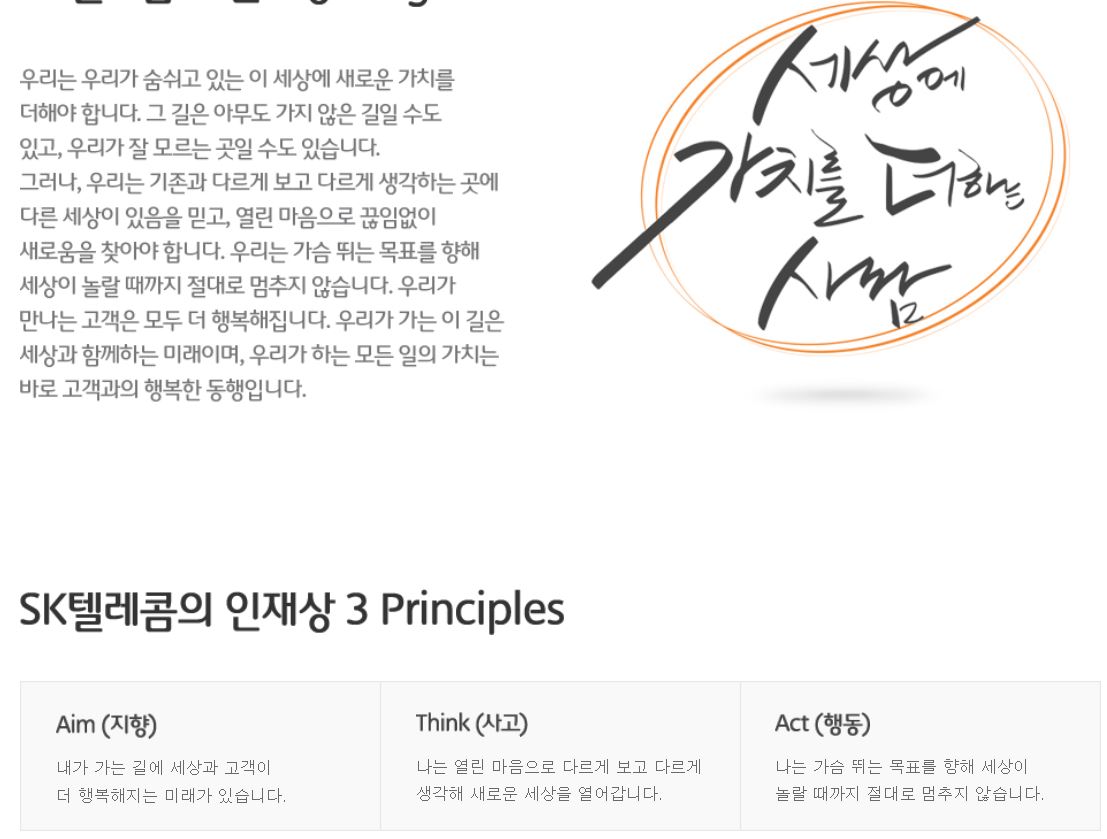 우리는 우리가 숨쉬고 있는 이 세상에 새로운 가치를
더해야 합니다. 그 길은 아무도 가지 않은 길일 수도
있고, 우리가 잘 모르는 곳일 수도 있습니다.
그러나, 우리는 기존과 다르게 보고 다르게 생각하는 곳에
다른 세상이 있음을 믿고, 열린 마음으로 끊임없이
새로움을 찾아야 합니다. 우리는 가슴 뛰는 목표를 향해
세상이 놀랄 때까지 절대로 멈추지 않습니다. 우리가
만나는 고객은 모두 더 행복해집니다. 우리가 가는 이 길은
세상과 함께하는 미래이며, 우리가 하는 모든 일의 가치는
바로 고객과의 행복한 동행입니다.
세상에
가치를 더하는
사람
SK텔레콤의 인재상 3 Principles
Aim (지향)
내가 가는 길에 세상과 고객이
더 행복해지는 미래가 있습니다.
Think (사고)
나는 열린 마음으로 다르게 보고 다르게
생각해 새로운 세상을 열어갑니다.
Act (행동)
나는 가슴 뛰는 목표를 향해 세상이
놀랄 때까지 절대로 멈추지 않습니다.